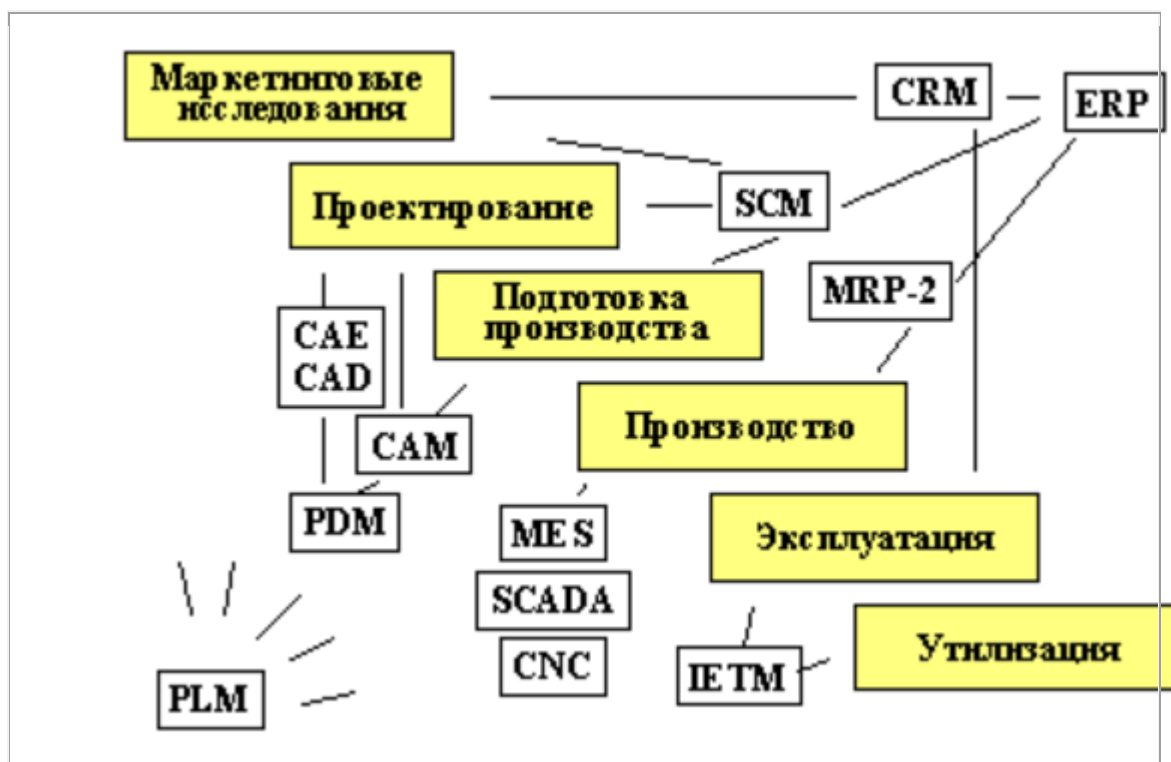 Маркетинговые
исследования
CRM
ERP
Проектирование
SCM
Подготовка
производства
MRP-2
CAE
CAD
CAM
Производство
PDM
MES
Эксплуатация
SCADA
CNC
IETM
Утилизация
PLM